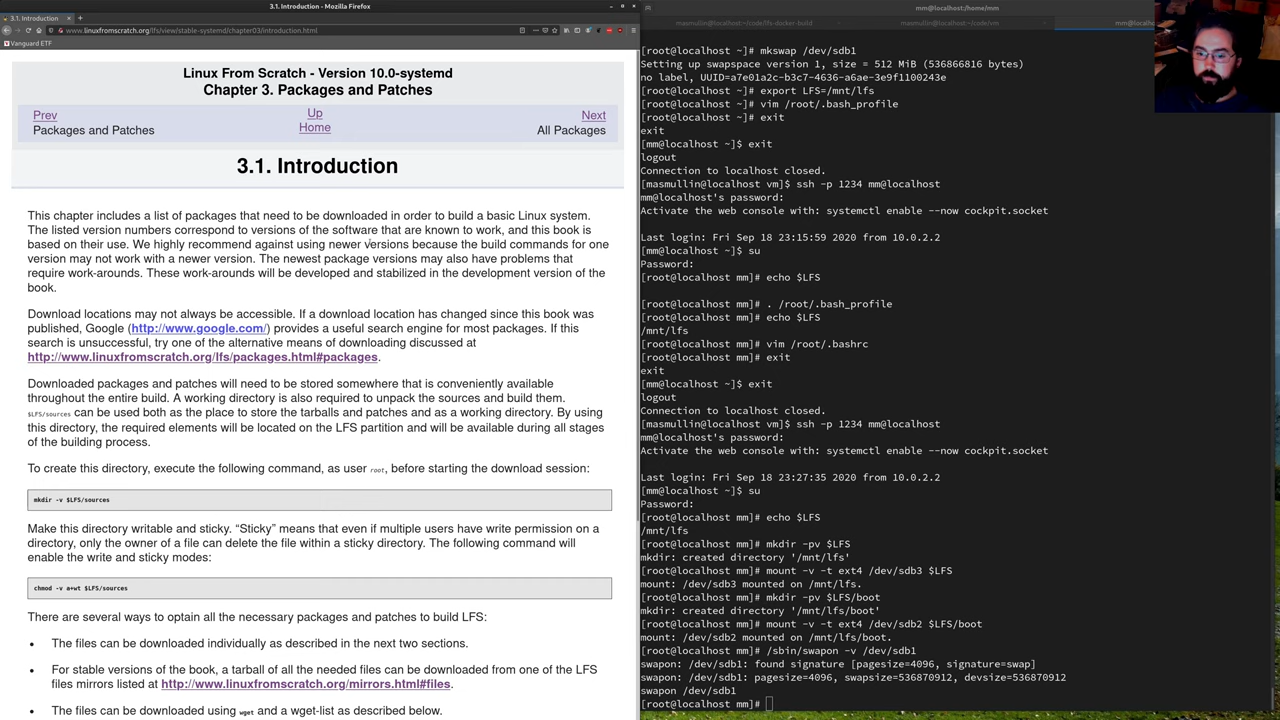 3.1. Introduction - Mozilla Firefox
3.1. Introduction
www.linuxfromscratch.org/lfs/view/stable-systemd/chapter03/introduction.html
Vanguard ETF
Linux From Scratch - Version 10.0-systemd
Chapter 3. Packages and Patches
Prev
Packages and Patches
Up
Home
Next
All Packages
3.1. Introduction
This chapter includes a list of packages that need to be downloaded in order to build a basic Linux system.
The listed version numbers correspond to versions of the software that are known to work, and this book is
based on their use. We highly recommend against using newer versions because the build commands for one
version may not work with a newer version. The newest package versions may also have problems that
require work-arounds. These work-arounds will be developed and stabilized in the development version of the
book.
Download locations may not always be accessible. If a download location has changed since this book was
published, Google (http://www.google.com/) provides a useful search engine for most packages. If this
search is unsuccessful, try one of the alternative means of downloading discussed at
http://www.linuxfromscratch.org/lfs/packages.html#packages.
Downloaded packages and patches will need to be stored somewhere that is conveniently available
throughout the entire build. A working directory is also required to unpack the sources and build them.
$LFS/sources can be used both as the place to store the tarballs and patches and as a working directory. By using
this directory, the required elements will be located on the LFS partition and will be available during all stages
of the building process.
To create this directory, execute the following command, as user root, before starting the download session:
mkdir -v $LFS/sources
Make this directory writable and sticky. “Sticky” means that even if multiple users have write permission on a
directory, only the owner of a file can delete the file within a sticky directory. The following command will
enable the write and sticky modes:
chmod -v a+wt $LFS/sources
There are several ways to optain all the necessary packages and patches to build LFS:
• The files can be downloaded individually as described in the next two sections.
• For stable versions of the book, a tarball of all the needed files can be downloaded from one of the LFS
files mirrors listed at http://www.linuxfromscratch.org/mirrors.html#files.
• The files can be downloaded using wget and a wget-list as described below.
mm@localhost:/home/mm
masmullin@localhost:~/code/lfs-docker-build
masmullin@localhost:~/code/vm
[root@localhost ~]# mkswap /dev/sdb1
Setting up swapspace version 1, size = 512 MiB (536866816 bytes)
no label, UUID=a7e01a2c-b3c7-4636-a6ae-3e9f1100243e
[root@localhost ~]# export LFS=/mnt/lfs
[root@localhost ~]# vim /root/.bash_profile
[root@localhost ~]# exit
exit
[mm@localhost ~]$ exit
logout
Connection to localhost closed.
[masmullin@localhost vm]$ ssh -p 1234 mm@localhost
mm@localhost's password:
Activate the web console with: systemctl enable --now cockpit.socket
Last login: Fri Sep 18 23:15:59 2020 from 10.0.2.2
[mm@localhost ~]$ su
Password:
[root@localhost mm]# echo $LFS
[root@localhost mm]# . /root/.bash_profile
[root@localhost mm]# echo $LFS
/mnt/lfs
[root@localhost mm]# vim /root/.bashrc
[root@localhost mm]# exit
exit
[mm@localhost ~]$ exit
logout
Connection to localhost closed.
[masmullin@localhost vm]$ ssh -p 1234 mm@localhost
mm@localhost's password:
Activate the web console with: systemctl enable --now cockpit.socket
Last login: Fri Sep 18 23:27:35 2020 from 10.0.2.2
[mm@localhost ~]$ su
Password:
[root@localhost mm]# echo $LFS
/mnt/lfs
[root@localhost mm]# mkdir -pv $LFS
mkdir: created directory '/mnt/lfs'
[root@localhost mm]# mount -v -t ext4 /dev/sdb3 $LFS
mount: /dev/sdb3 mounted on /mnt/lfs.
[root@localhost mm]# mkdir -pv $LFS/boot
mkdir: created directory '/mnt/lfs/boot'
[root@localhost mm]# mount -v -t ext4 /dev/sdb2 $LFS/boot
mount: /dev/sdb2 mounted on /mnt/lfs/boot.
[root@localhost mm]# /sbin/swapon -v /dev/sdb1
swapon: /dev/sdb1: found signature [pagesize=4096, signature=swap]
swapon: /dev/sdb1: pagesize=4096, swapsize=536870912, devsize=536870912
swapon /dev/sdb1
[root@localhost mm]#